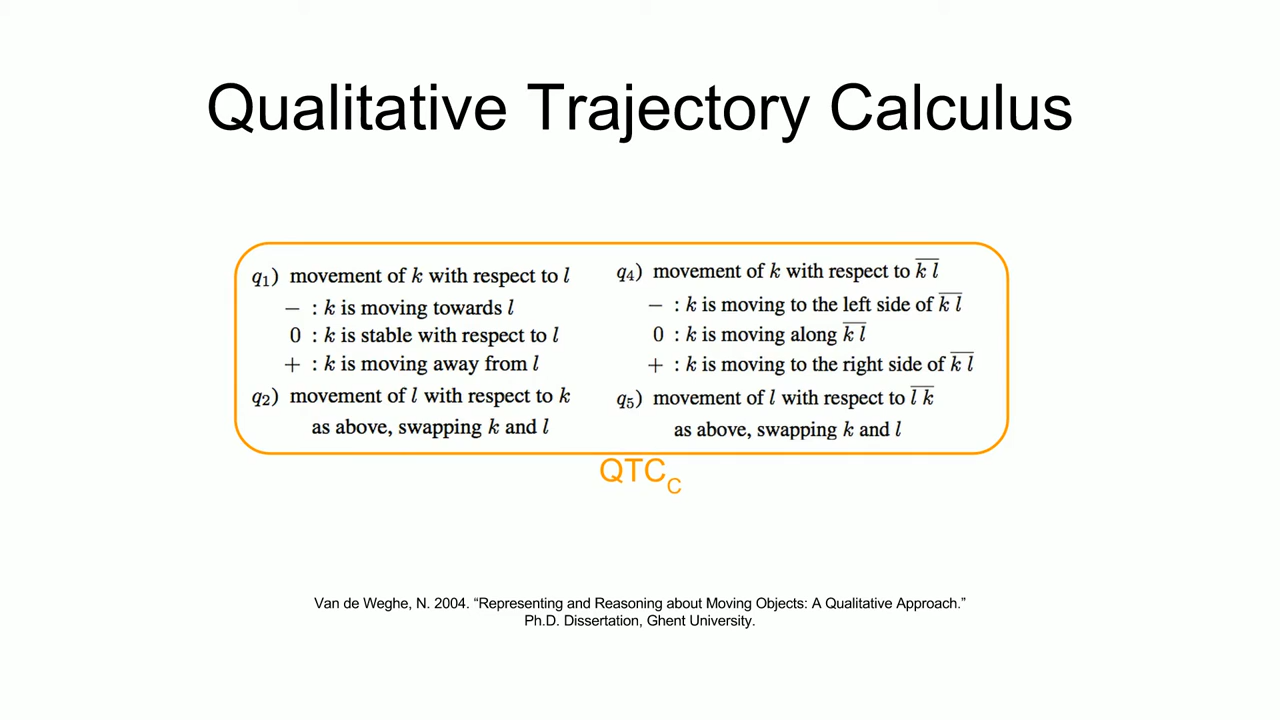 Qualitative Trajectory Calculus
q₁) movement of k with respect to l
− : k is moving towards l
0 : k is stable with respect to l
+ : k is moving away from l
q₂) movement of l with respect to k
as above, swapping k and l
q₄) movement of k with respect to k̅ l̅
− : k is moving to the left side of k̅ l̅
0 : k is moving along k̅ l̅
+ : k is moving to the right side of k̅ l̅
q₅) movement of l with respect to l̅ k̅
as above, swapping k and l
QTC_C
Van de Weghe, N. 2004. “Representing and Reasoning about Moving Objects: A Qualitative Approach.”
Ph.D. Dissertation, Ghent University.